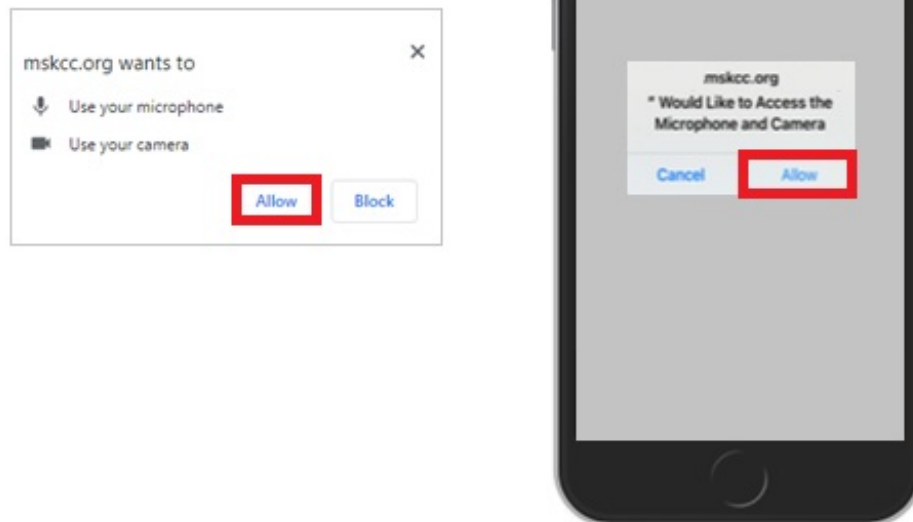 mskcc.org wants to
Use your microphone
Use your camera
Allow
Block
mskcc.org
" Would Like to Access the
Microphone and Camera
Cancel
Allow